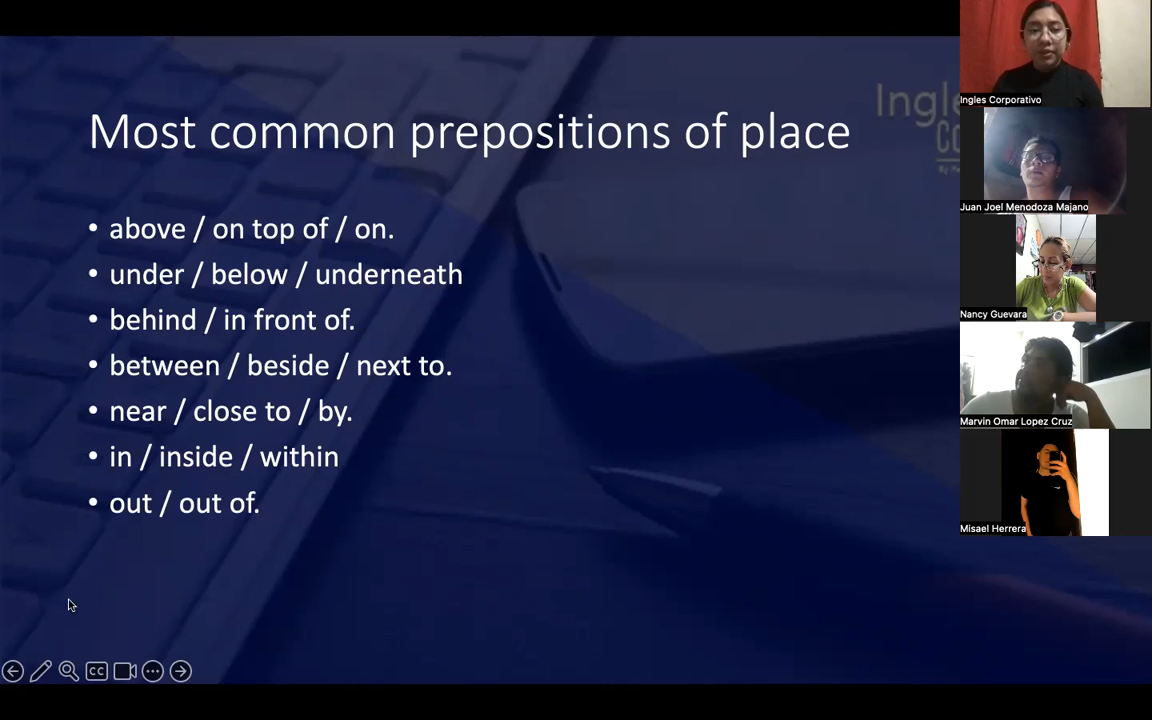 Most common prepositions of place
• above / on top of / on.
• under / below / underneath
• behind / in front of.
• between / beside / next to.
• near / close to / by.
• in / inside / within
• out / out of.
CC
Ingles Corporativo
Juan Joel Menodoza Majano
Nancy Guevara
Marvin Omar Lopez Cruz
Misael Herrera